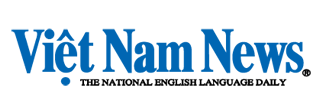 Việt Nam News®
THE NATIONAL ENGLISH LANGUAGE DAILY